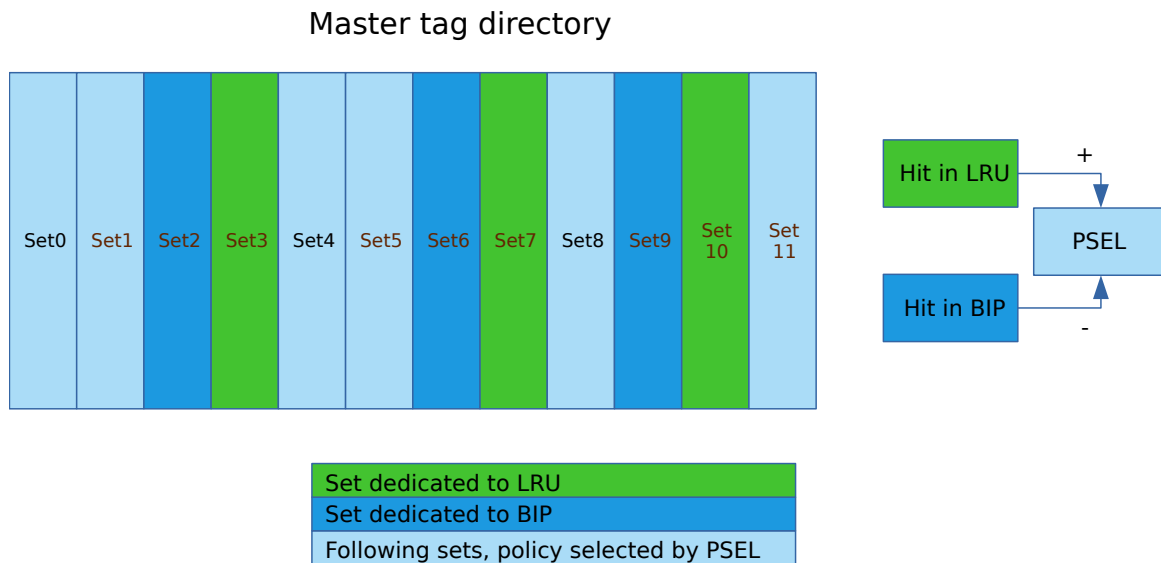 Master tag directory
Set0 Set1 Set2 Set3 Set4 Set5 Set6 Set7 Set8 Set9 Set
10 Set
11
Hit in LRU
+
PSEL
Hit in BIP
-
Set dedicated to LRU
Set dedicated to BIP
Following sets, policy selected by PSEL